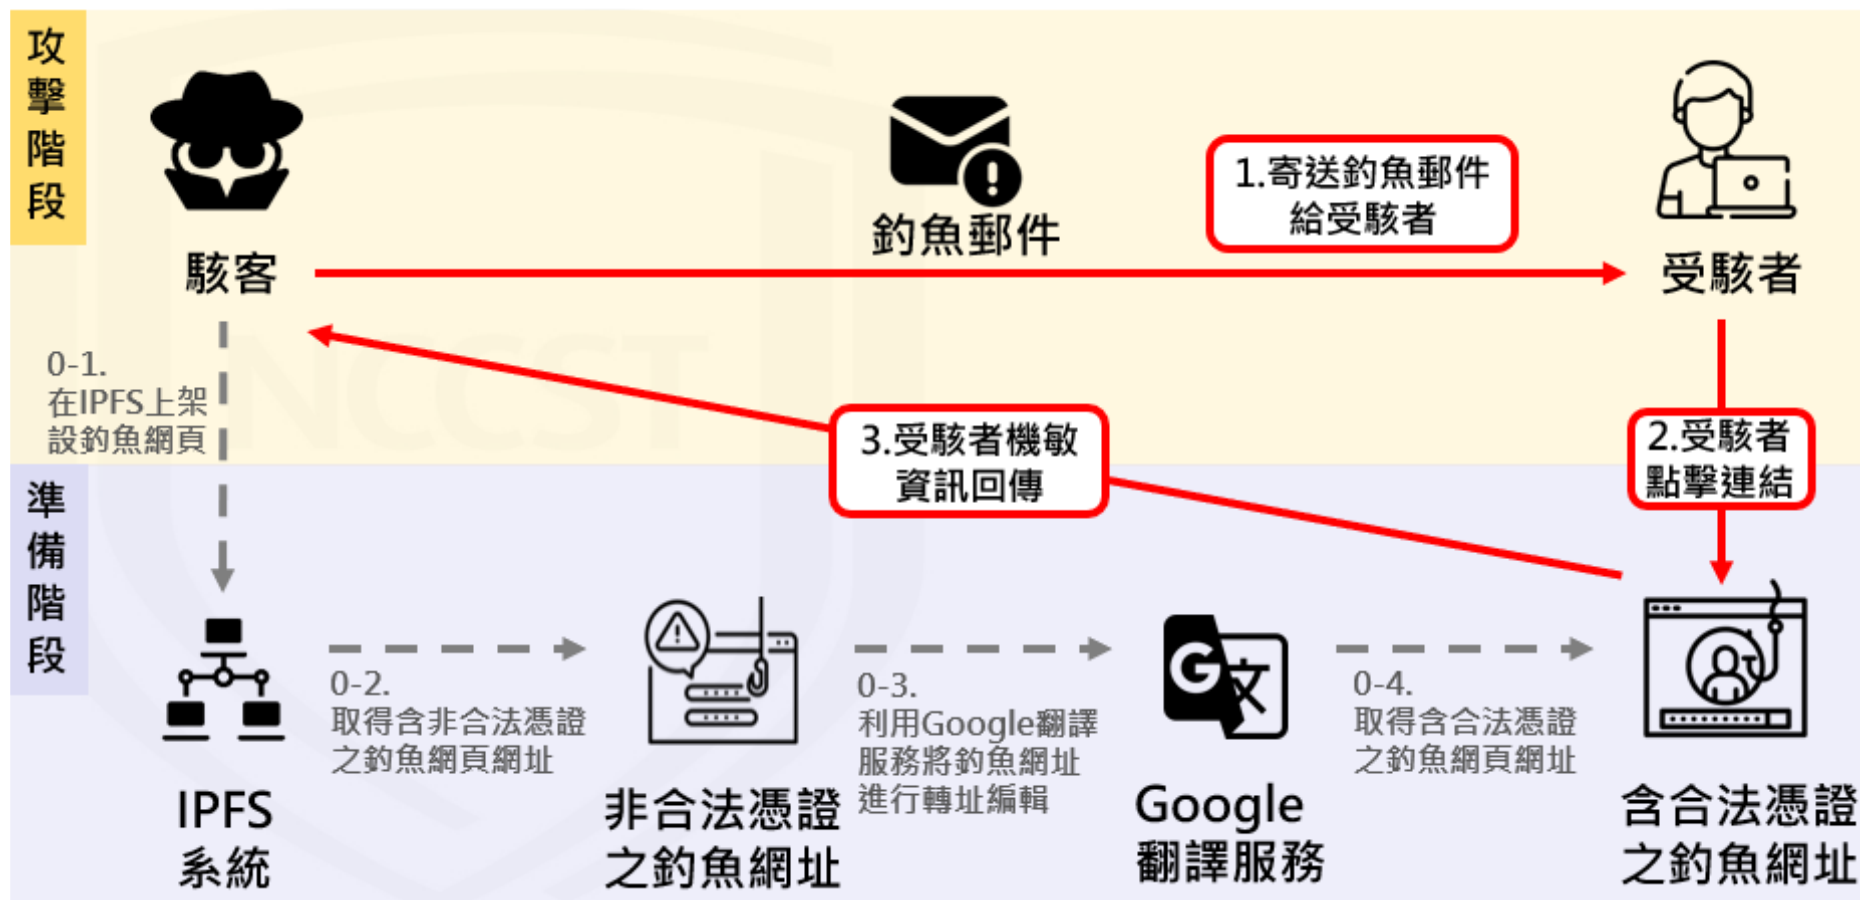 攻擊階段
駭客
釣魚郵件
1.寄送釣魚郵件
給受駭者
受駭者
0-1.
在IPFS上架
設釣魚網頁
NCCST
3.受駭者機敏
資訊回傳
2.受駭者
點擊連結
準備階段
0-2.
取得含非合法憑證
之釣魚網頁網址
0-3.
利用Google翻譯
服務將釣魚網址
進行轉址編輯
G
文
0-4.
取得含合法憑證
之釣魚網頁網址
IPFS
系統
非合法憑證
之釣魚網址
Google
翻譯服務
含合法憑證
之釣魚網址